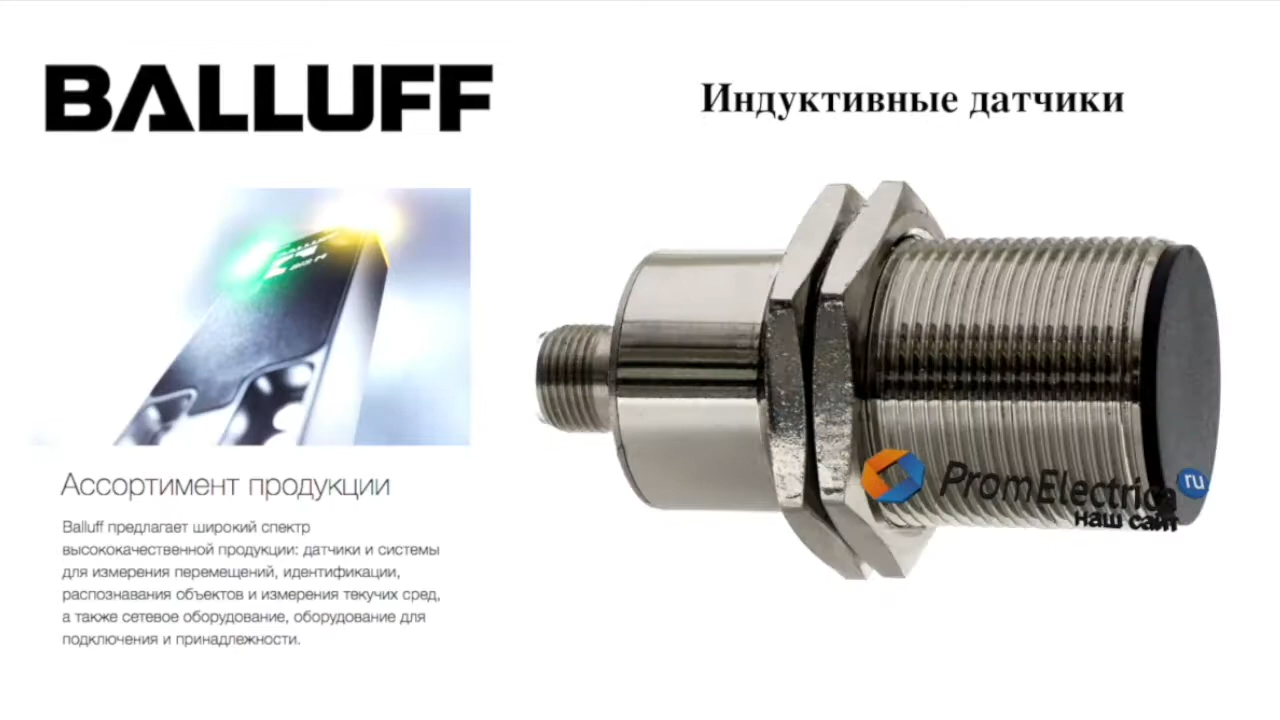 BALLUFF
Индуктивные датчики
Ассортимент продукции
Balluff предлагает широкий спектр
высококачественной продукции: датчики и системы
для измерения перемещений, идентификации,
распознавания объектов и измерения текучих сред,
а также сетевое оборудование, оборудование для
подключения и принадлежности.
PromElectrica ru
наш сайт